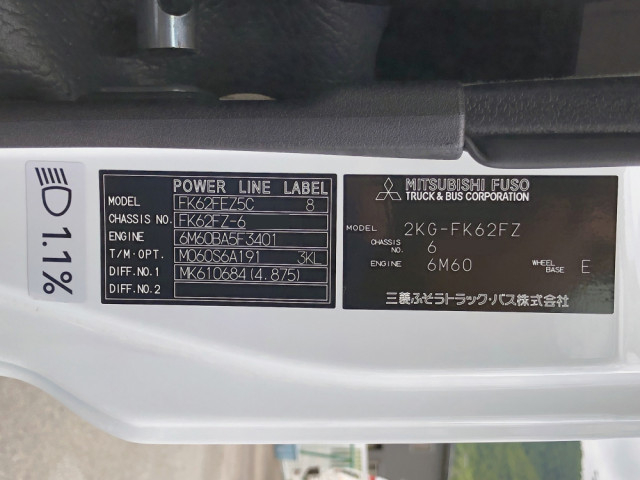 1.1%
POWER LINE LABEL
MODEL FK62FEZ5C 8
CHASSIS NO. FK62FZ-6
ENGINE 6M60BA5F3401
T/M·OPT. M060S6A191 3KL
DIFF.NO.1 MK610684(4.875)
DIFF.NO.2
MITSUBISHI FUSO
TRUCK & BUS CORPORATION
MODEL 2KG-FK62FZ
CHASSIS NO. 6
ENGINE 6M60 WHEEL BASE E
三菱ふそうトラック・バス株式会社